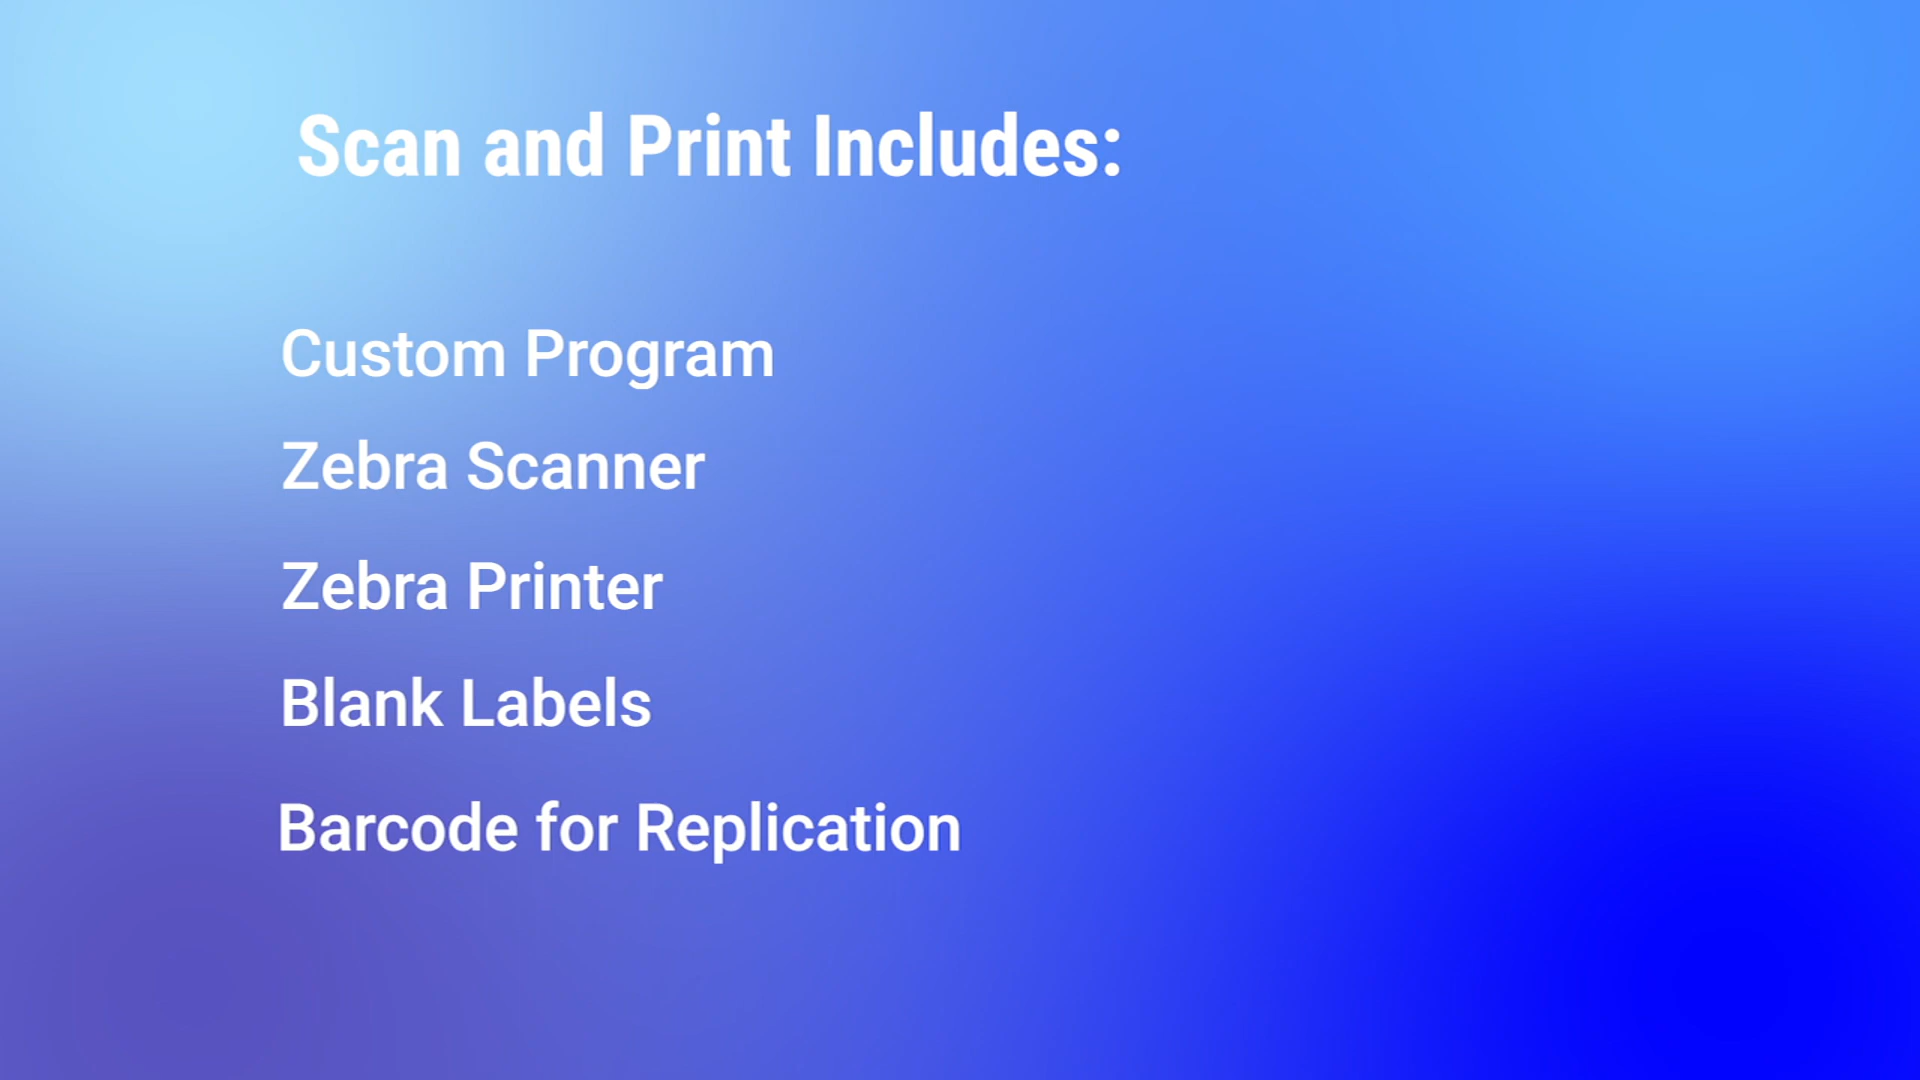 Scan and Print Includes:
Custom Program
Zebra Scanner
Zebra Printer
Blank Labels
Barcode for Replication